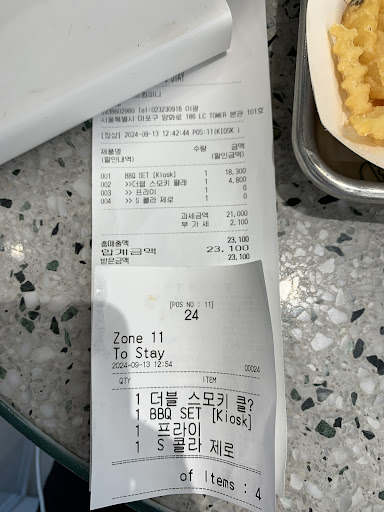 STAY
Tel:023230916 이광
서울특별시 마포구 양화로 186 LC TOWER 본관 101호
[정상] 2024-09-13 12:42:44 POS:11(KIOSK )
제품명 수량 금액
(할인내역) (할인금액)
001 BBQ SET [Kiosk] 1 18,300
002 >>더블 스모키 클래 1 4,800
003 >> 프라이 1 0
004 >> S 콜라 제로 1 0
과세금액 21,000
부 가 세 2,100
총매출액 23,100
합계금액 23,100
받은금액 23,100
[POS NO : 11]
24
Zone 11
To Stay
2024-09-13 12:54 00024
QTY ITEM
1 더블 스모키 클?
1 BBQ SET [Kiosk]
1 프라이
1 S 콜라 제로
of Items : 4